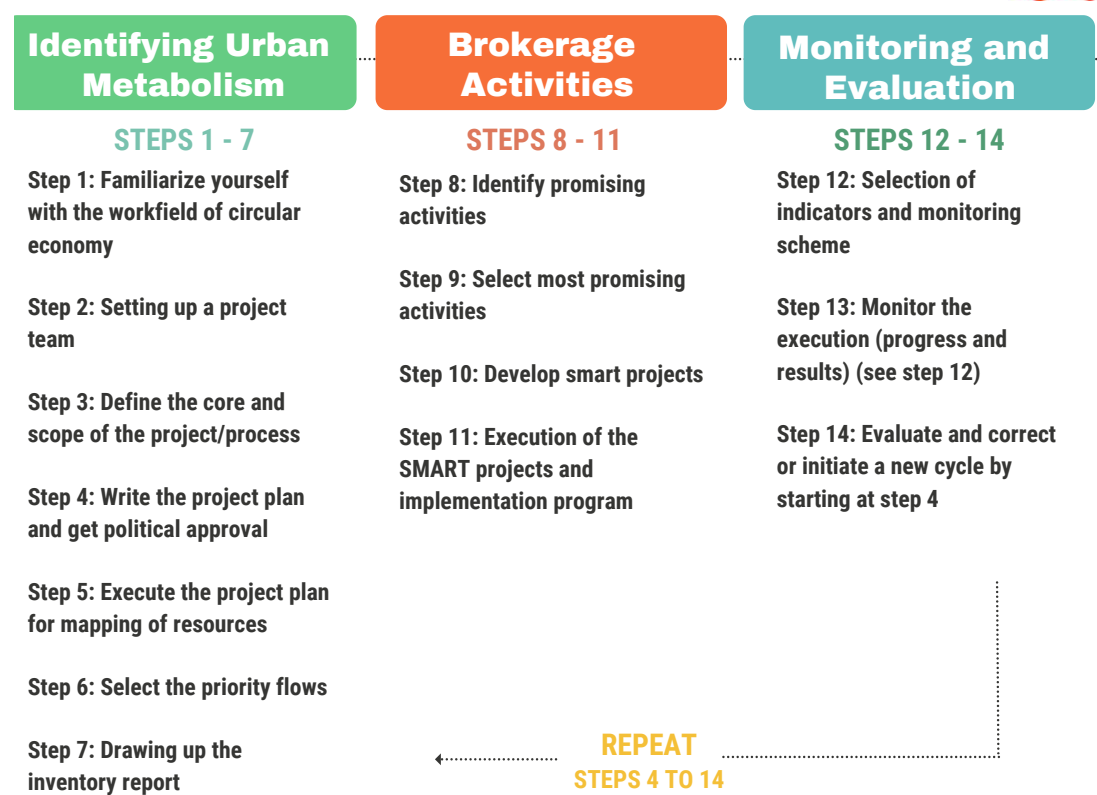 Identifying Urban
Metabolism
STEPS 1 - 7
Step 1: Familiarize yourself
with the workfield of circular
economy
Step 2: Setting up a project
team
Step 3: Define the core and
scope of the project/process
Step 4: Write the project plan
and get political approval
Step 5: Execute the project plan
for mapping of resources
Step 6: Select the priority flows
Step 7: Drawing up the
inventory report
Brokerage
Activities
STEPS 8 - 11
Step 8: Identify promising
activities
Step 9: Select most promising
activities
Step 10: Develop smart projects
Step 11: Execution of the
SMART projects and
implementation program
Monitoring and
Evaluation
STEPS 12 - 14
Step 12: Selection of
indicators and monitoring
scheme
Step 13: Monitor the
execution (progress and
results) (see step 12)
Step 14: Evaluate and correct
or initiate a new cycle by
starting at step 4
REPEAT
STEPS 4 TO 14